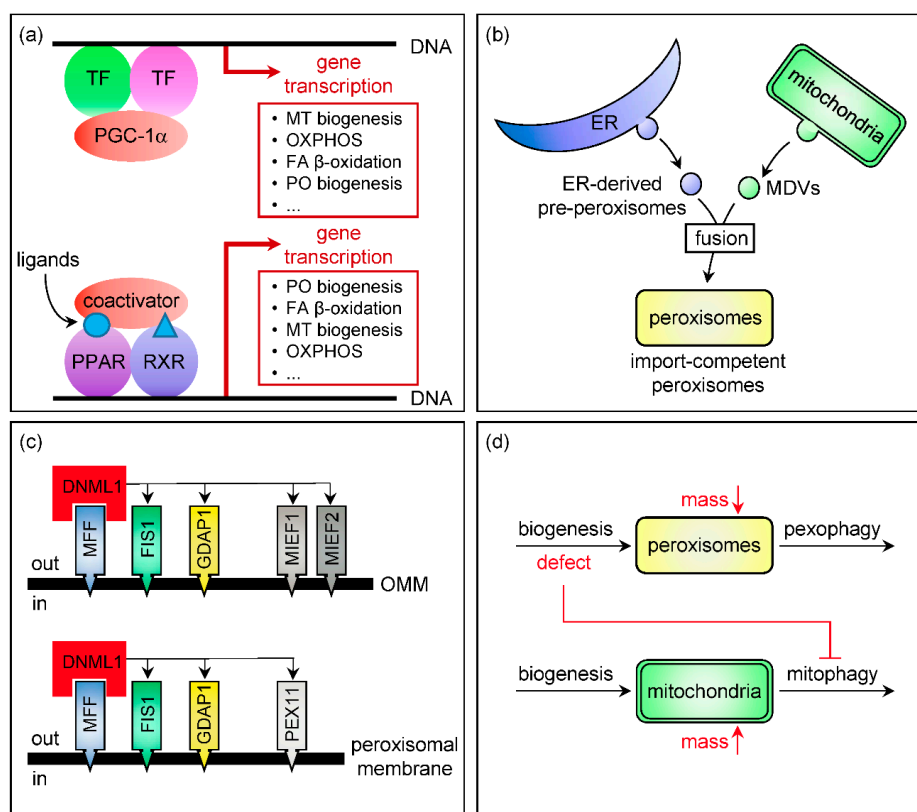 (a)
DNA
TF
TF
PGC-1α
gene
transcription
• MT biogenesis
• OXPHOS
• FA β-oxidation
• PO biogenesis
• ...
ligands
coactivator
PPAR
RXR
gene
transcription
• PO biogenesis
• FA β-oxidation
• MT biogenesis
• OXPHOS
• ...
DNA
(b)
ER
mitochondria
ER-derived
pre-peroxisomes
MDVs
fusion
peroxisomes
import-competent
peroxisomes
(c)
DNML1
MFF
FIS1
GDAP1
MIEF1
MIEF2
out
in
OMM
DNML1
MFF
FIS1
GDAP1
PEX11
out
in
peroxisomal
membrane
(d)
mass
biogenesis
peroxisomes
pexophagy
defect
biogenesis
mitochondria
mitophagy
mass